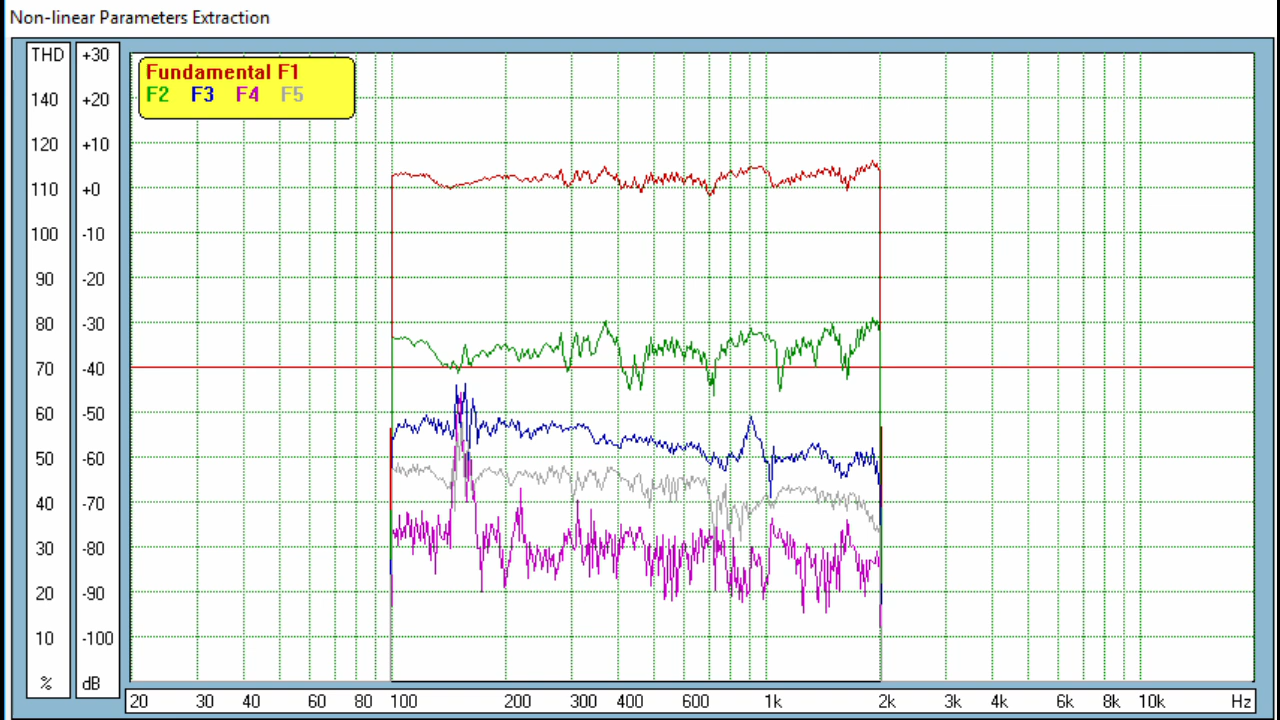 Non-linear Parameters Extraction
THD +30
Fundamental F1
F2 F3 F4 F5
140 +20
120 +10
110 +0
100 -10
90 -20
80 -30
70 -40
60 -50
50 -60
40 -70
30 -80
20 -90
10 -100
% dB
20 30 40 60 80 100 200 300 400 600 1k 2k 3k 4k 6k 8k 10k Hz